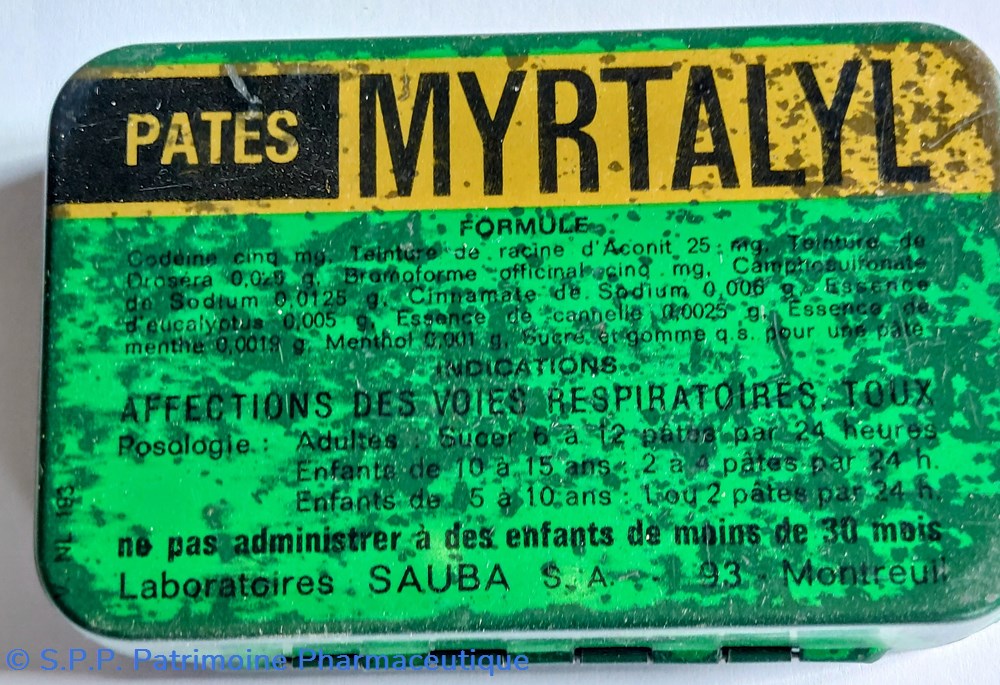 PATES MYRTALYL
FORMULE
Codéine cinq mg, Teinture de racine d'Aconit 25 mg, Teinture de
Drosera 0,025 g, Bromoforme officinal cinq mg, Camphosulfonate
de Sodium 0,0125 g, Cinnamate de Sodium 0,006 g, Essence
d'eucalyptus 0,005 g, Essence de cannelle 0,0025 g, Essence de
menthe 0,0019 g, Menthol 0,001 g, Sucre et gomme q.s. pour une pâte.
INDICATIONS
AFFECTIONS DES VOIES RESPIRATOIRES, TOUX
Posologie : Adultes : Sucer 6 à 12 pâtes par 24 heures
Enfants de 10 à 15 ans : 2 a 4 pâtes par 24 h.
Enfants de 5 à 10 ans : 1 ou 2 pâtes par 24 h.
ne pas administrer à des enfants de moins de 30 mois
Laboratoires SAUBA S.A. - 93 - Montreuil
NL 193
© S.P.P. Patrimoine Pharmaceutique